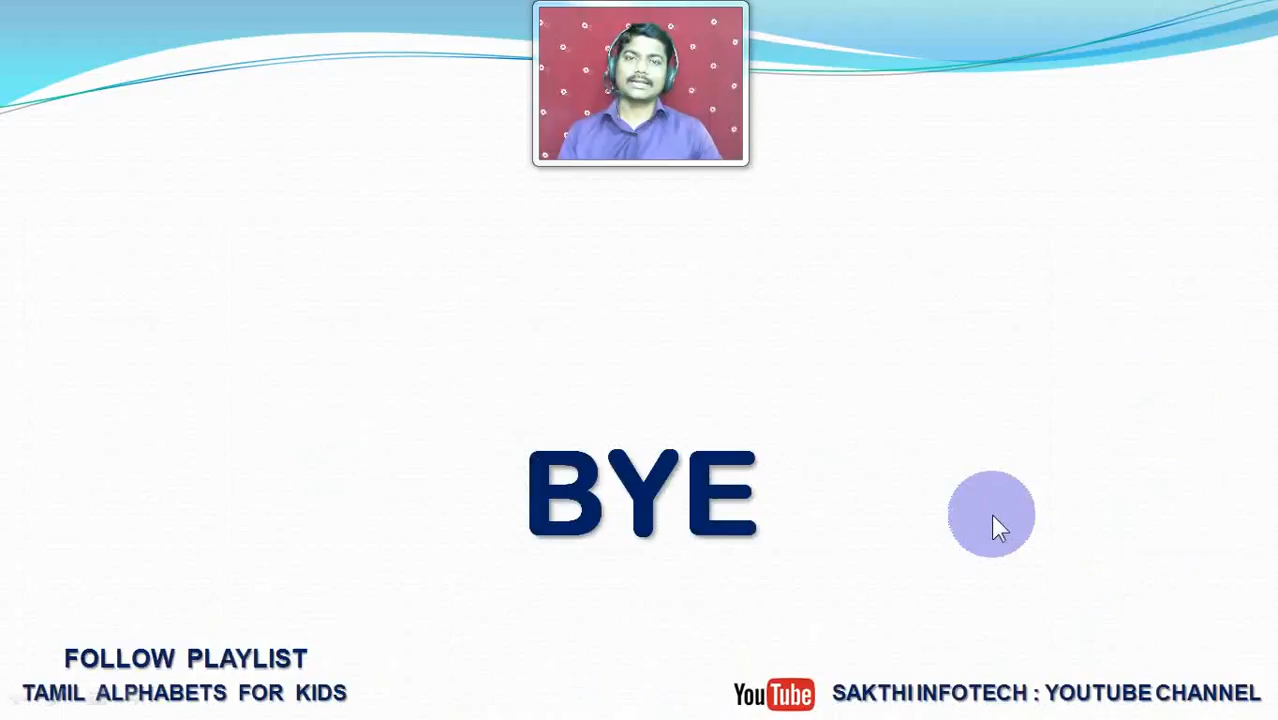 BYE
FOLLOW PLAYLIST
TAMIL ALPHABETS FOR KIDS
YouTube SAKTHI INFOTECH : YOUTUBE CHANNEL